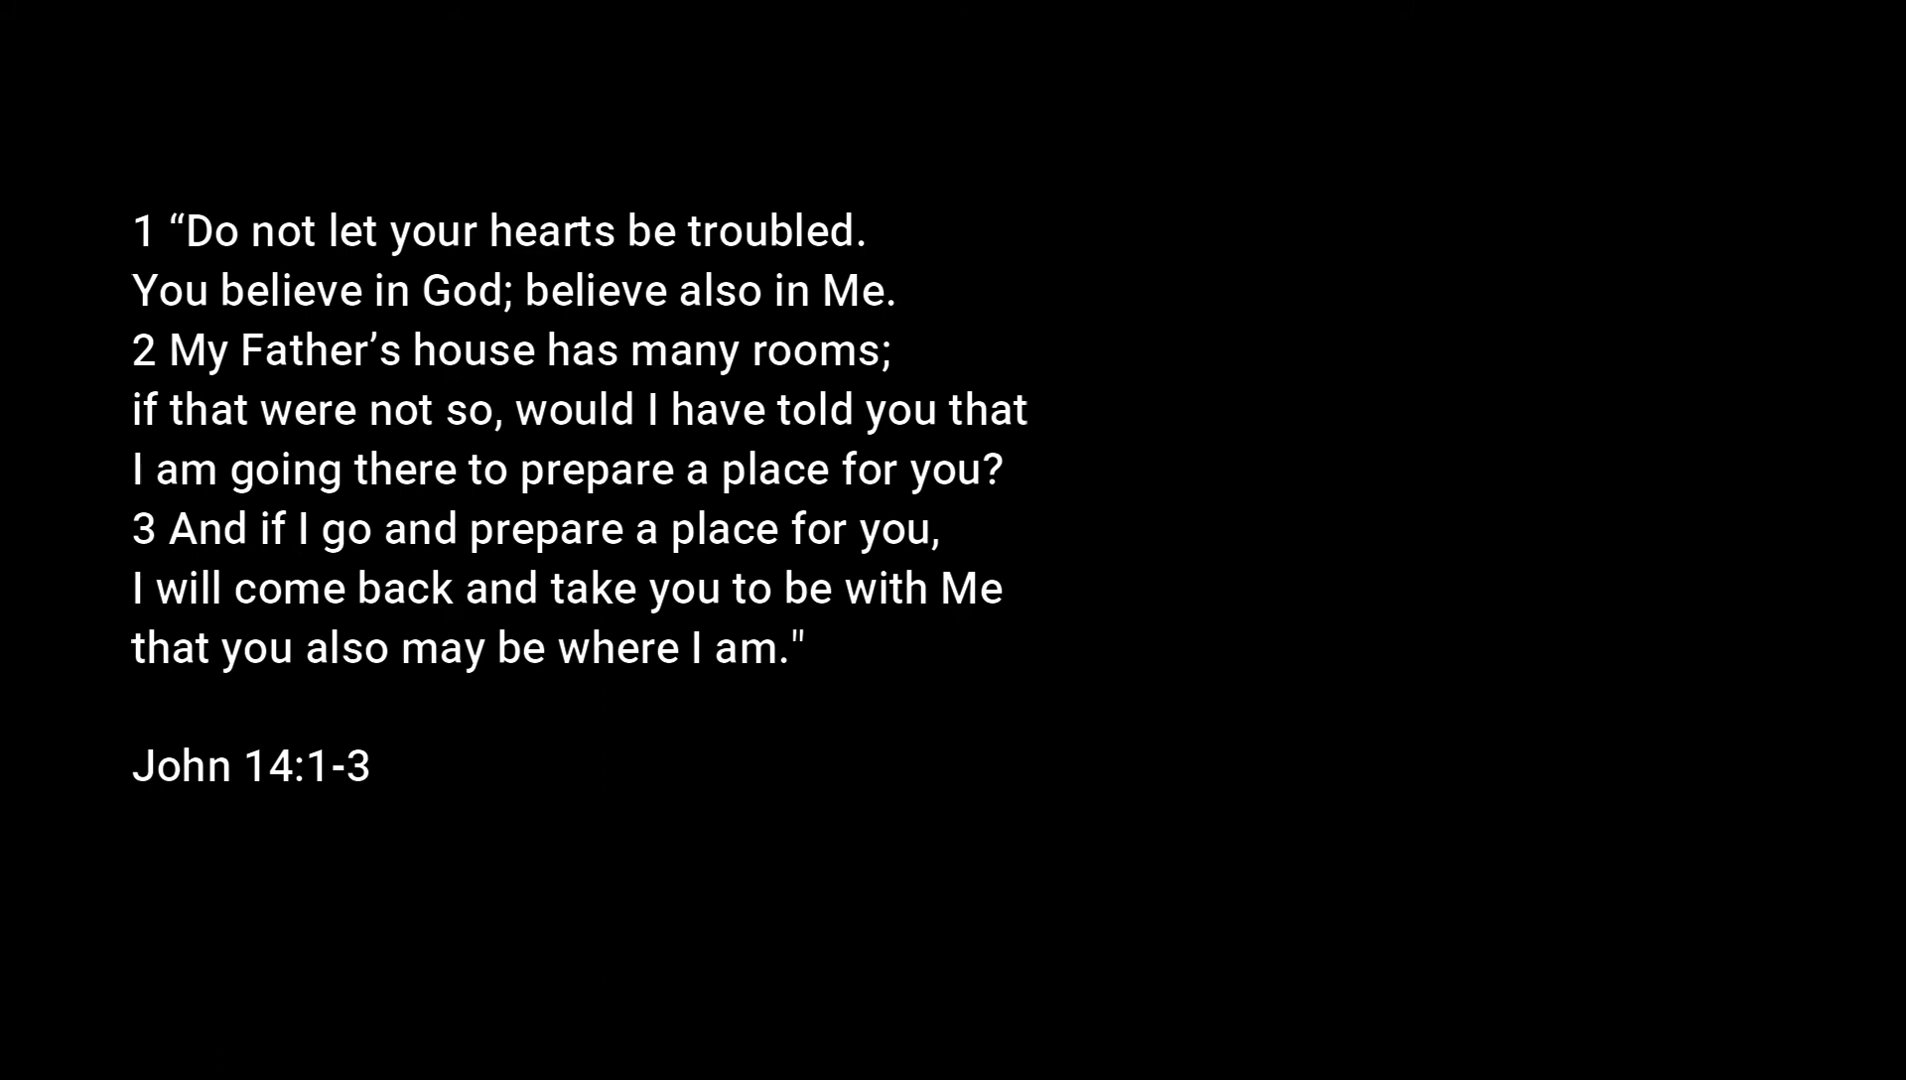 1 “Do not let your hearts be troubled.
You believe in God; believe also in Me.
2 My Father’s house has many rooms;
if that were not so, would I have told you that
I am going there to prepare a place for you?
3 And if I go and prepare a place for you,
I will come back and take you to be with Me
that you also may be where I am."
John 14:1-3